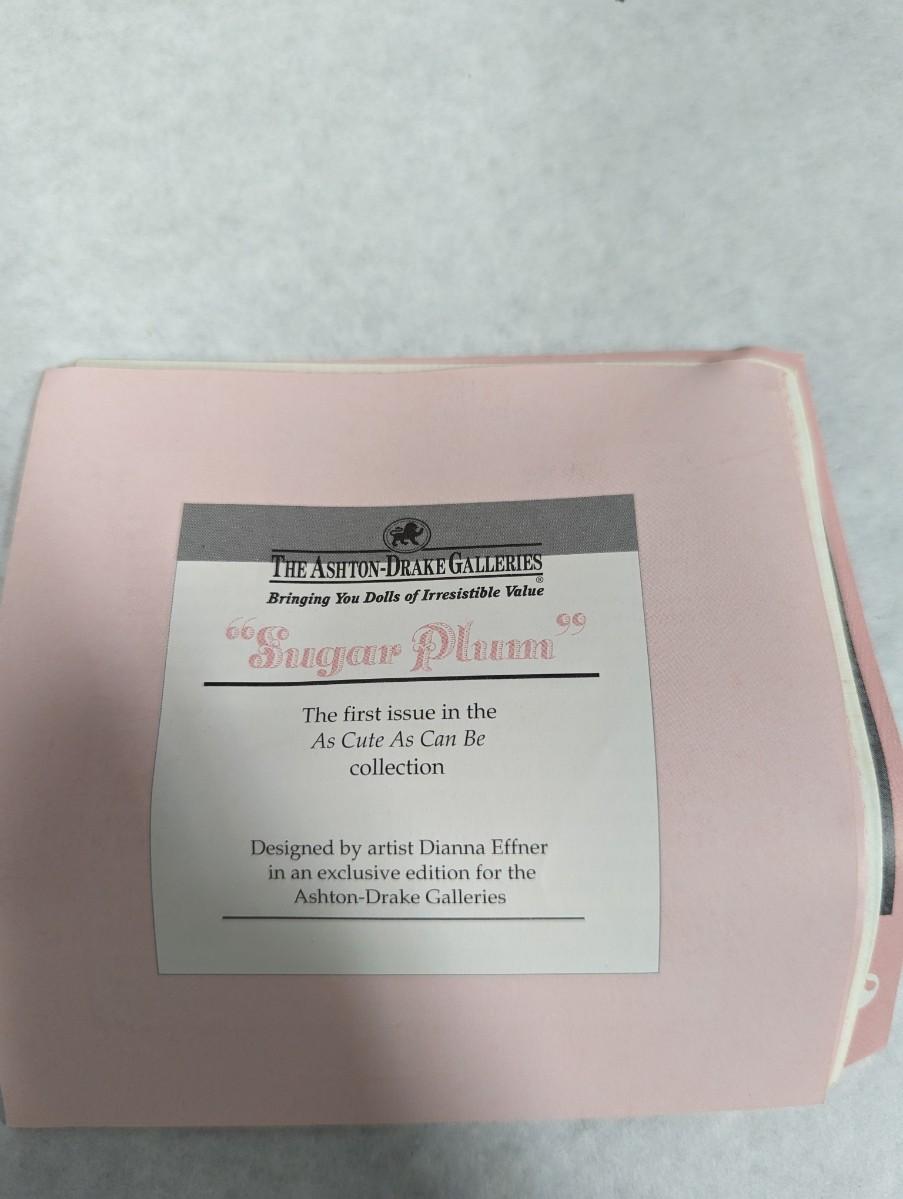 THE ASHTON-DRAKE GALLERIES
®
Bringing You Dolls of Irresistible Value
“Sugar Plum”
The first issue in the
As Cute As Can Be
collection
Designed by artist Dianna Effner
in an exclusive edition for the
Ashton-Drake Galleries